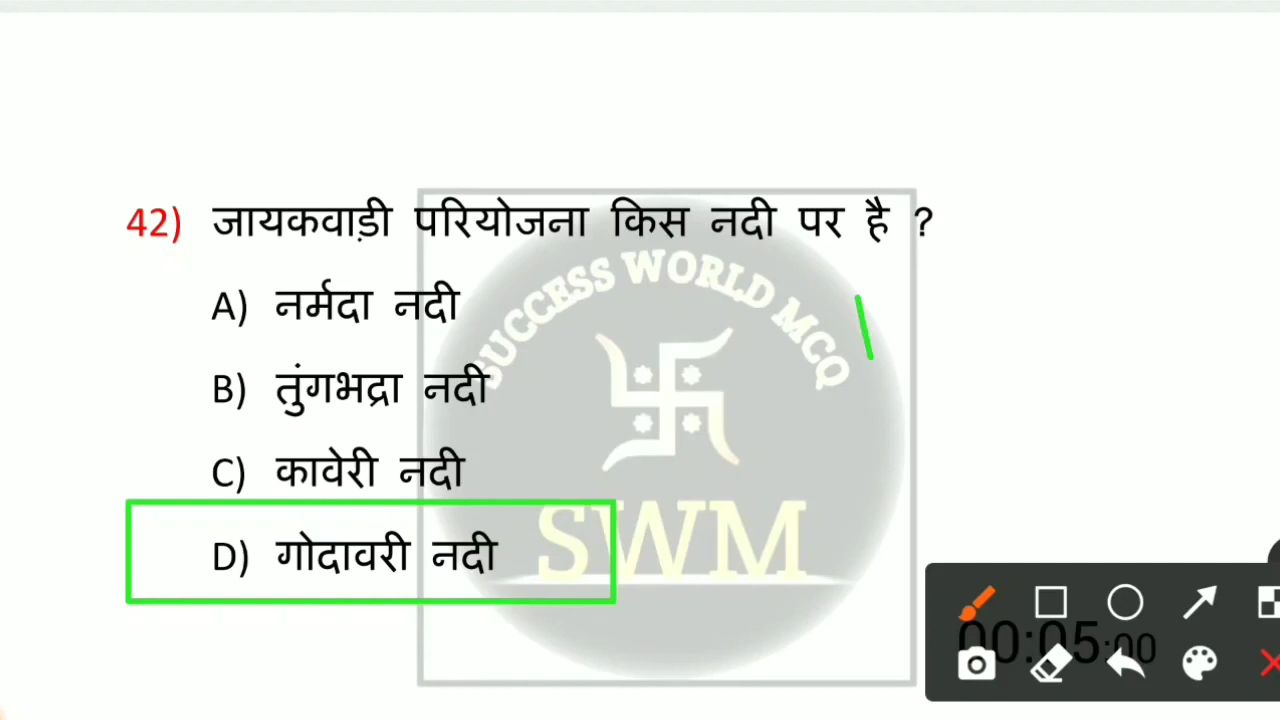 42) जायकवाड़ी परियोजना किस नदी पर है ?
SUCCESS WORLD MCQ
A) नर्मदा नदी
B) तुंगभद्रा नदी
C) कावेरी नदी
D) गोदावरी नदी
SWM
00:05:00